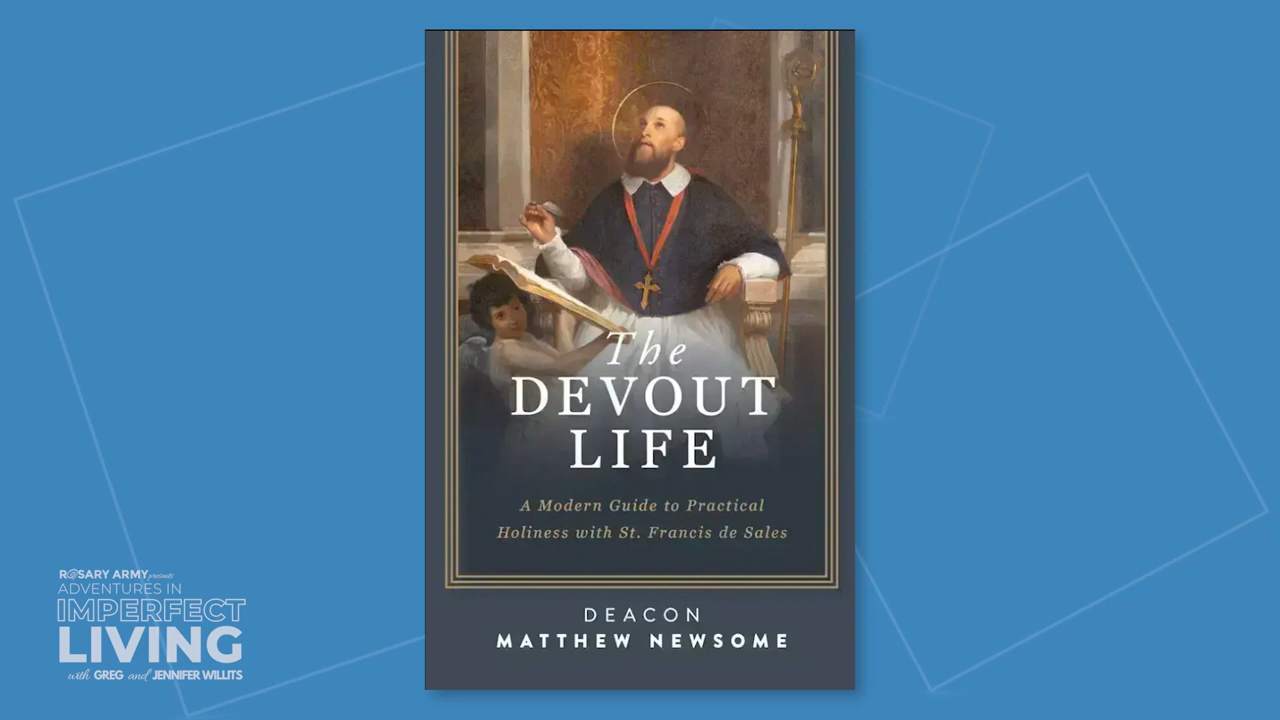 The
DEVOUT
LIFE
A Modern Guide to Practical
Holiness with St. Francis de Sales
DEACON
MATTHEW NEWSOME
ROSARY ARMY presents
ADVENTURES IN
IMPERFECT
LIVING
with GREG and JENNIFER WILLITS